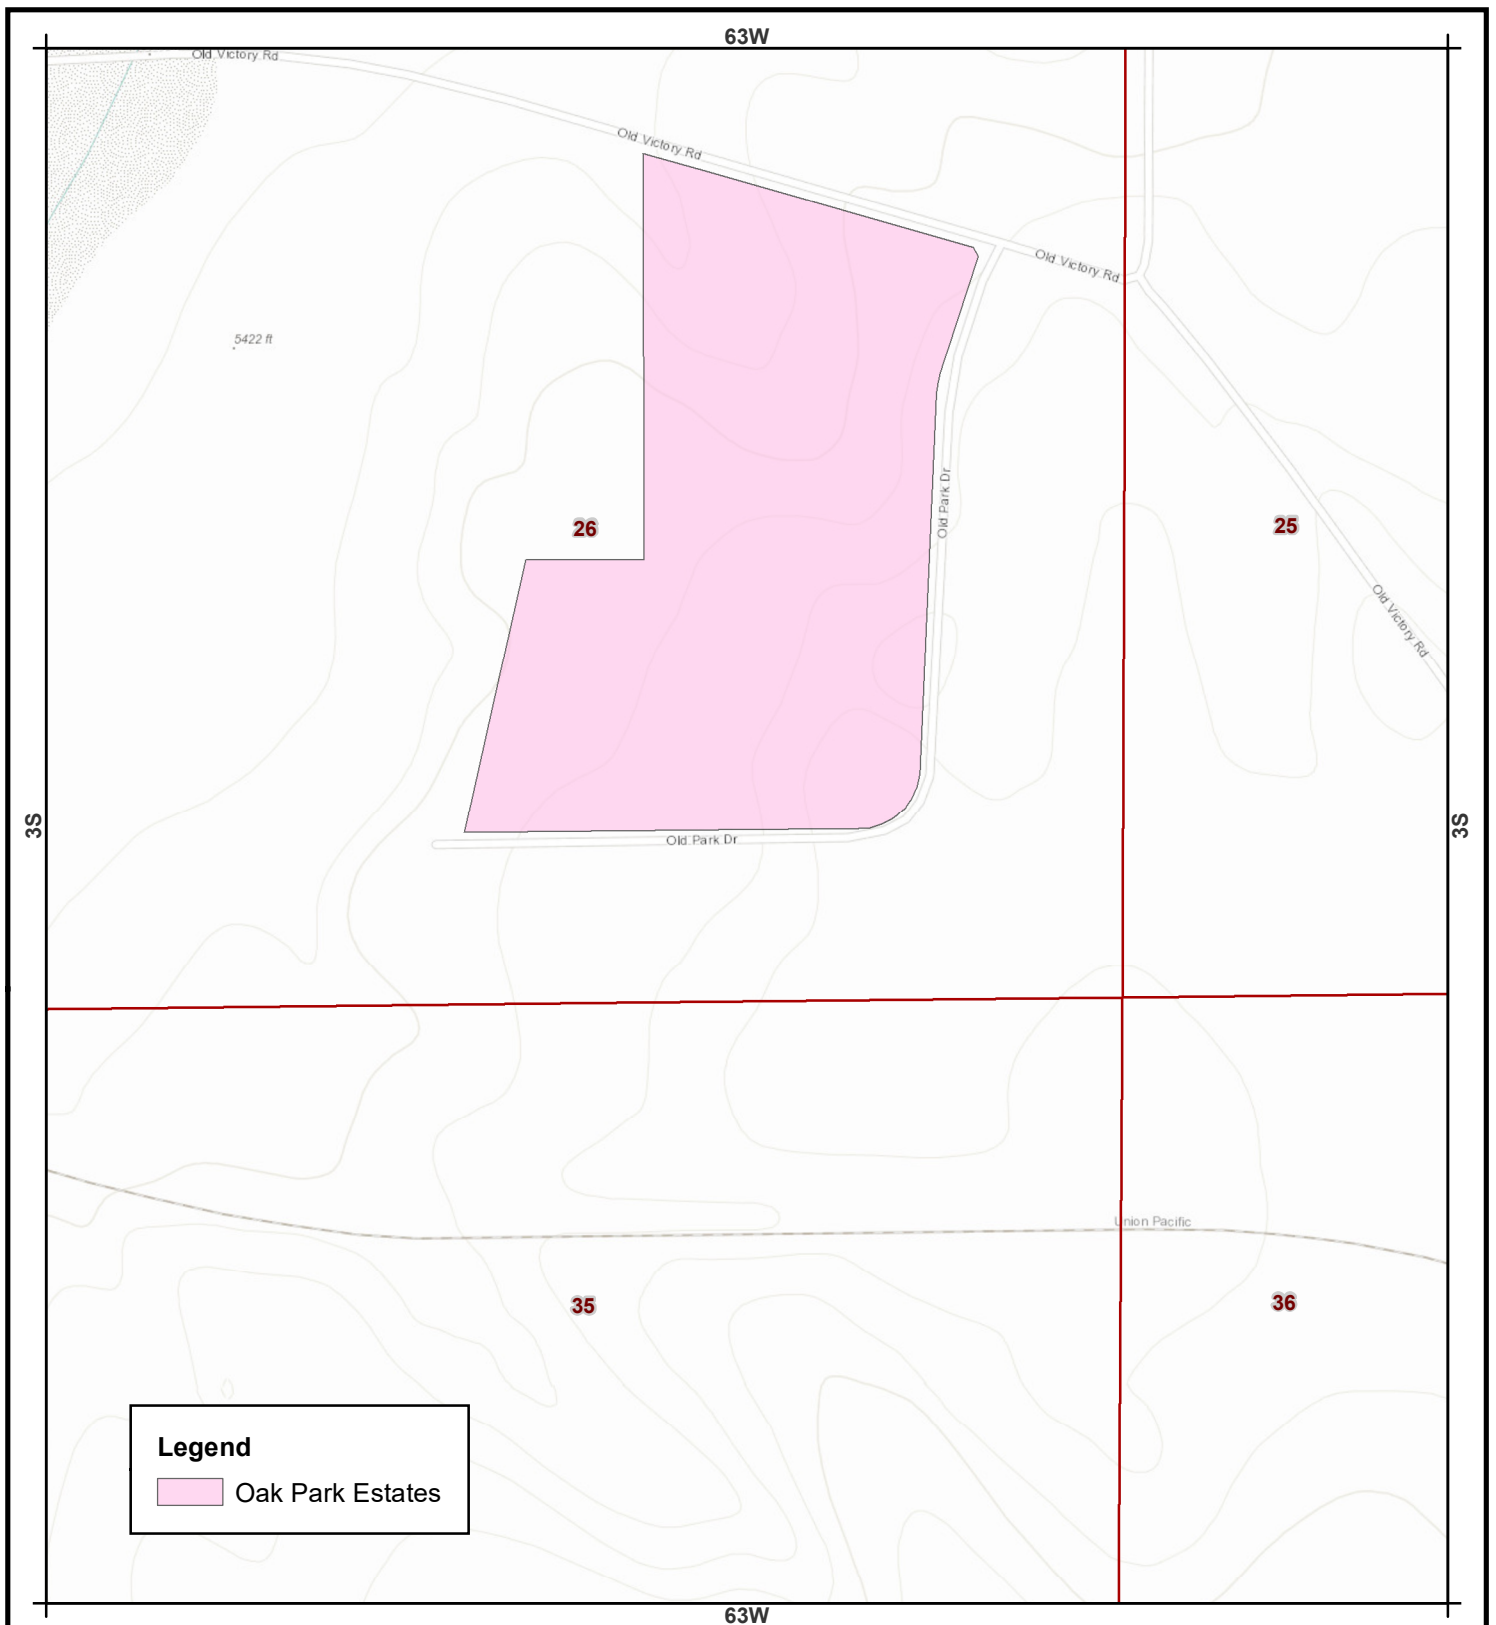 63W
Old Victory Rd
Old Victory Rd
Old Victory Rd
5422 ft
Old Park Dr
26
25
Old Victory Rd
3S
3S
Old Park Dr
Union Pacific
35
36
Legend
Oak Park Estates
63W